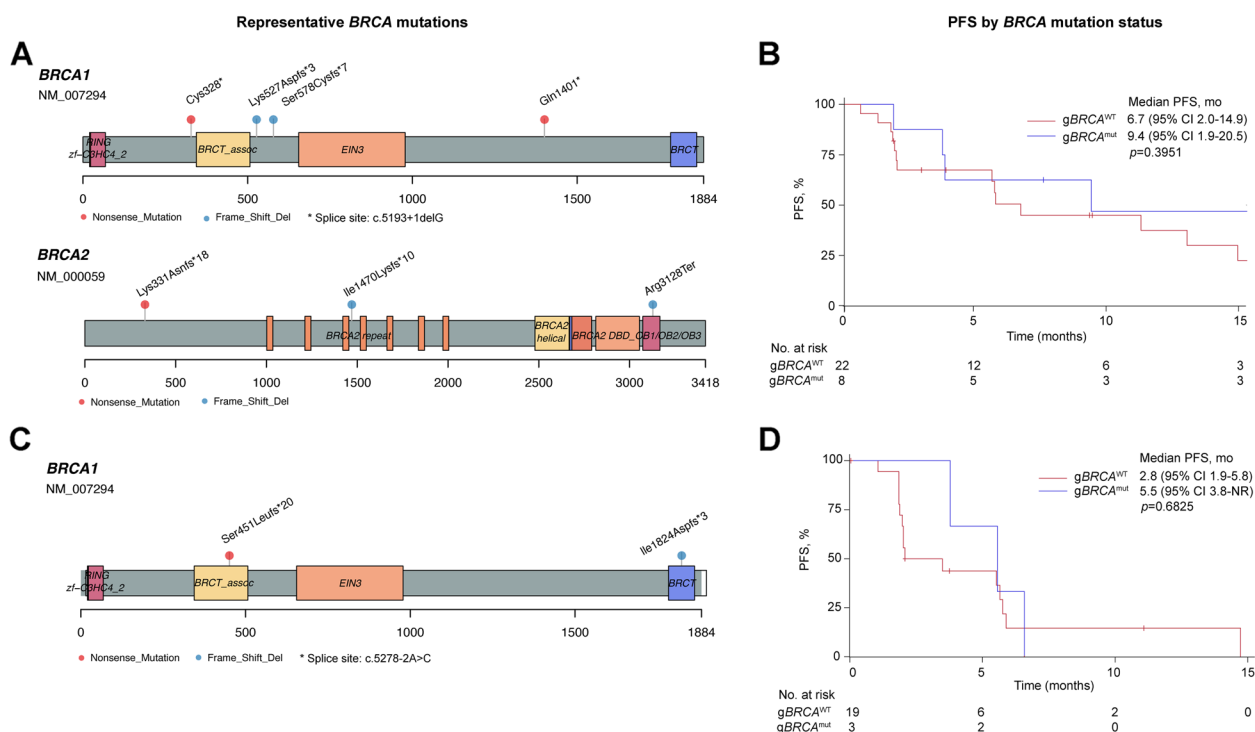 Representative BRCA mutations
PFS by BRCA mutation status
A
BRCA1
NM_007294
Cys328*
Lys527Aspfs*3
Ser578Cysfs*7
Gln1401*
RING
zf-C3HC4_2
BRCT_assoc
EIN3
BRCT
0 500 1000 1500 1884
Nonsense_Mutation Frame_Shift_Del * Splice site: c.5193+1delG
BRCA2
NM_000059
Lys331Asnfs*18
Ile1470Lysfs*10
Arg3128Ter
BRCA2 repeat
BRCA2
helical
BRCA2 DBD_OB1/OB2/OB3
0 500 1000 1500 2000 2500 3000 3418
Nonsense_Mutation Frame_Shift_Del
B
Median PFS, mo
gBRCAWT 6.7 (95% CI 2.0-14.9)
gBRCAmut 9.4 (95% CI 1.9-20.5)
p=0.3951
PFS, %
100
75
50
25
0
0 5 10 15
Time (months)
No. at risk
gBRCAWT 22 12 6 3
gBRCAmut 8 5 3 3
C
BRCA1
NM_007294
Ser451Leufs*20
Ile1824Aspfs*3
RING
zf-C3HC4_2
BRCT_assoc
EIN3
BRCT
0 500 1000 1500 1884
Nonsense_Mutation Frame_Shift_Del * Splice site: c.5278-2A>C
D
Median PFS, mo
gBRCAWT 2.8 (95% CI 1.9-5.8)
gBRCAmut 5.5 (95% CI 3.8-NR)
p=0.6825
PFS, %
100
75
50
25
0
0 5 10 15
Time (months)
No. at risk
gBRCAWT 19 6 2 0
gBRCAmut 3 2 0